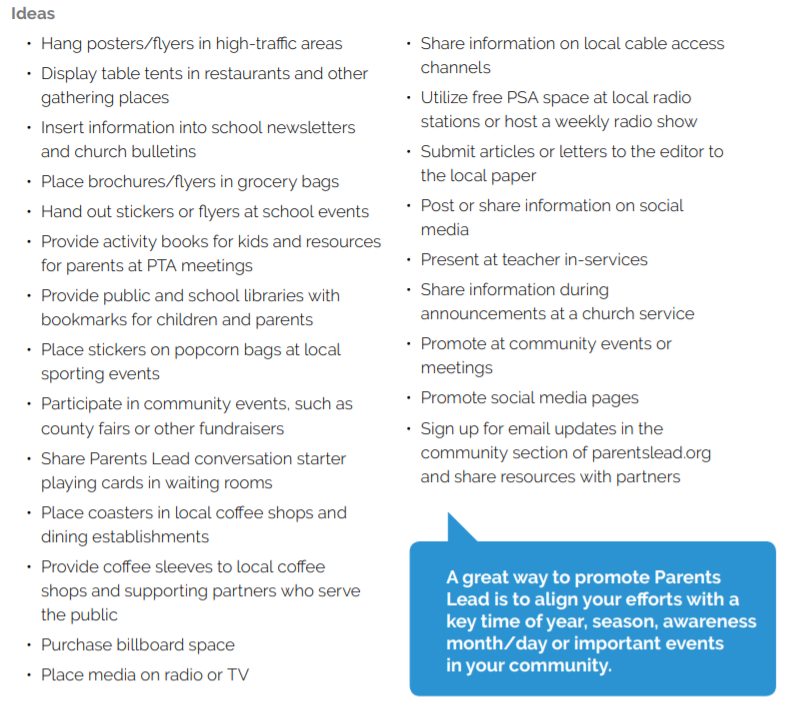 Ideas
• Hang posters/flyers in high-traffic areas
• Display table tents in restaurants and other
gathering places
• Insert information into school newsletters
and church bulletins
• Place brochures/flyers in grocery bags
• Hand out stickers or flyers at school events
• Provide activity books for kids and resources
for parents at PTA meetings
• Provide public and school libraries with
bookmarks for children and parents
• Place stickers on popcorn bags at local
sporting events
• Participate in community events, such as
county fairs or other fundraisers
• Share Parents Lead conversation starter
playing cards in waiting rooms
• Place coasters in local coffee shops and
dining establishments
• Provide coffee sleeves to local coffee
shops and supporting partners who serve
the public
• Purchase billboard space
• Place media on radio or TV
• Share information on local cable access
channels
• Utilize free PSA space at local radio
stations or host a weekly radio show
• Submit articles or letters to the editor to
the local paper
• Post or share information on social
media
• Present at teacher in-services
• Share information during
announcements at a church service
• Promote at community events or
meetings
• Promote social media pages
• Sign up for email updates in the
community section of parentslead.org
and share resources with partners
A great way to promote Parents
Lead is to align your efforts with a
key time of year, season, awareness
month/day or important events
in your community.